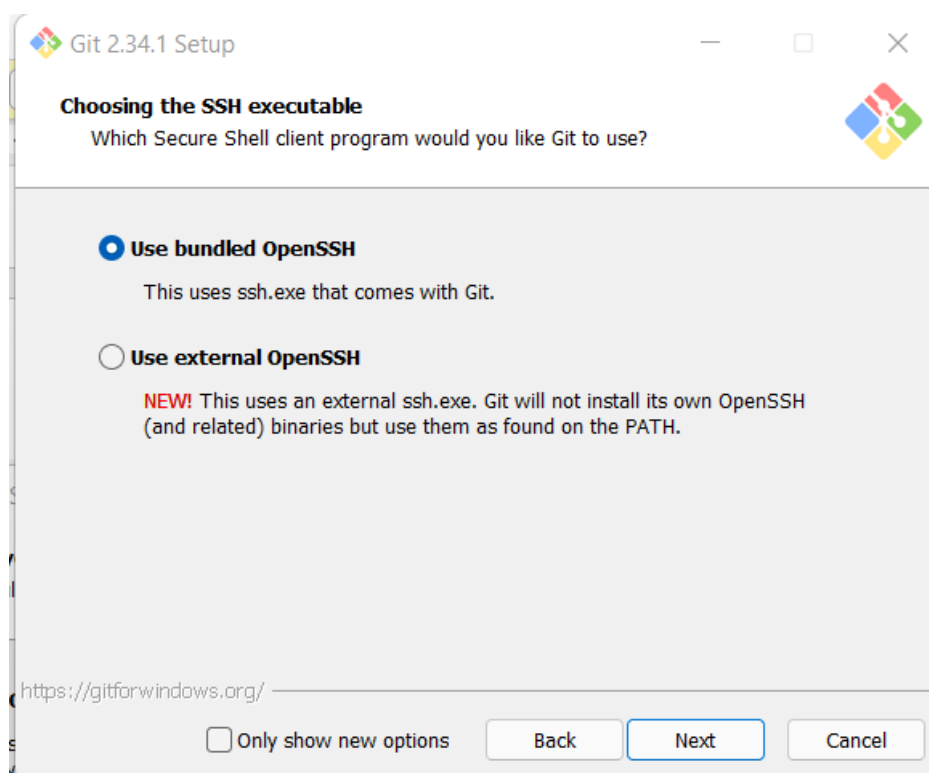 Git 2.34.1 Setup
Choosing the SSH executable
Which Secure Shell client program would you like Git to use?
Use bundled OpenSSH
This uses ssh.exe that comes with Git.
Use external OpenSSH
NEW! This uses an external ssh.exe. Git will not install its own OpenSSH
(and related) binaries but use them as found on the PATH.
https://gitforwindows.org/
Only show new options
Back
Next
Cancel